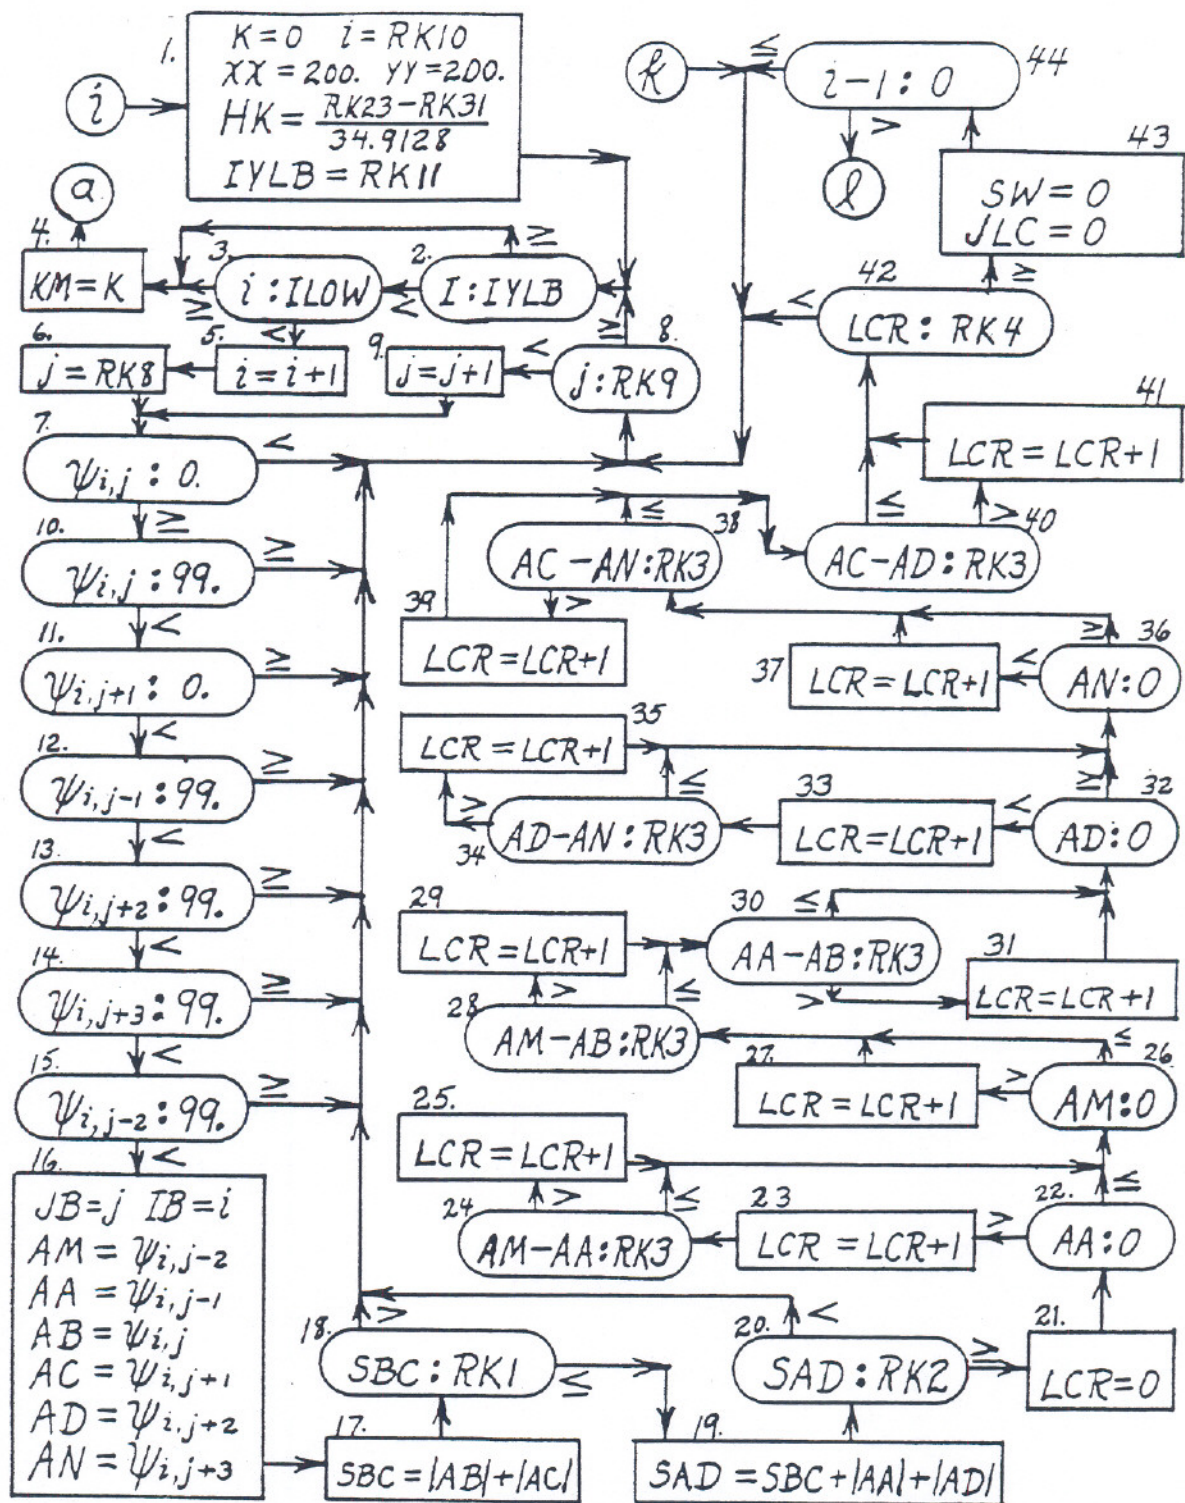 1.
K=0 i=RK10
XX=200. YY=200.
HK= RK23-RK31
34.9128
IYLB=RK11
i
k
≤
i-1:0
44
>
l
43
SW=0
JLC=0
a
4.
KM=K
3.
i:ILOW
≥
<
2.
I:IYLB
≥
<
42
LCR:RK4
<
≥
6.
j=RK8
5.
i=i+1
9.
j=j+1
<
8.
j:RK9
≥
41
LCR=LCR+1
7.
ψi,j:0.
<
≥
10.
ψi,j:99.
≥
<
38
AC-AN:RK3
≤
>
40
AC-AD:RK3
≤
>
39
LCR=LCR+1
11.
ψi,j+1:0.
≥
<
37
LCR=LCR+1
<
36
AN:0
≥
35
LCR=LCR+1
12.
ψi,j-1:99.
≥
<
34
AD-AN:RK3
>
≤
33
LCR=LCR+1
<
32
AD:0
≥
13.
ψi,j+2:99.
≥
<
29
LCR=LCR+1
30
AA-AB:RK3
≤
>
31
LCR=LCR+1
14.
ψi,j+3:99.
≥
<
28
AM-AB:RK3
>
≤
27.
LCR=LCR+1
>
26.
AM:0
≤
15.
ψi,j-2:99.
≥
<
25.
LCR=LCR+1
24
AM-AA:RK3
>
≤
23
LCR=LCR+1
>
22.
AA:0
≤
16.
JB=j IB=i
AM=ψi,j-2
AA=ψi,j-1
AB=ψi,j
AC=ψi,j+1
AD=ψi,j+2
AN=ψi,j+3
18.
SBC:RK1
>
≤
20.
SAD:RK2
<
≥
21.
LCR=0
17.
SBC=|AB|+|AC|
19.
SAD=SBC+|AA|+|AD|